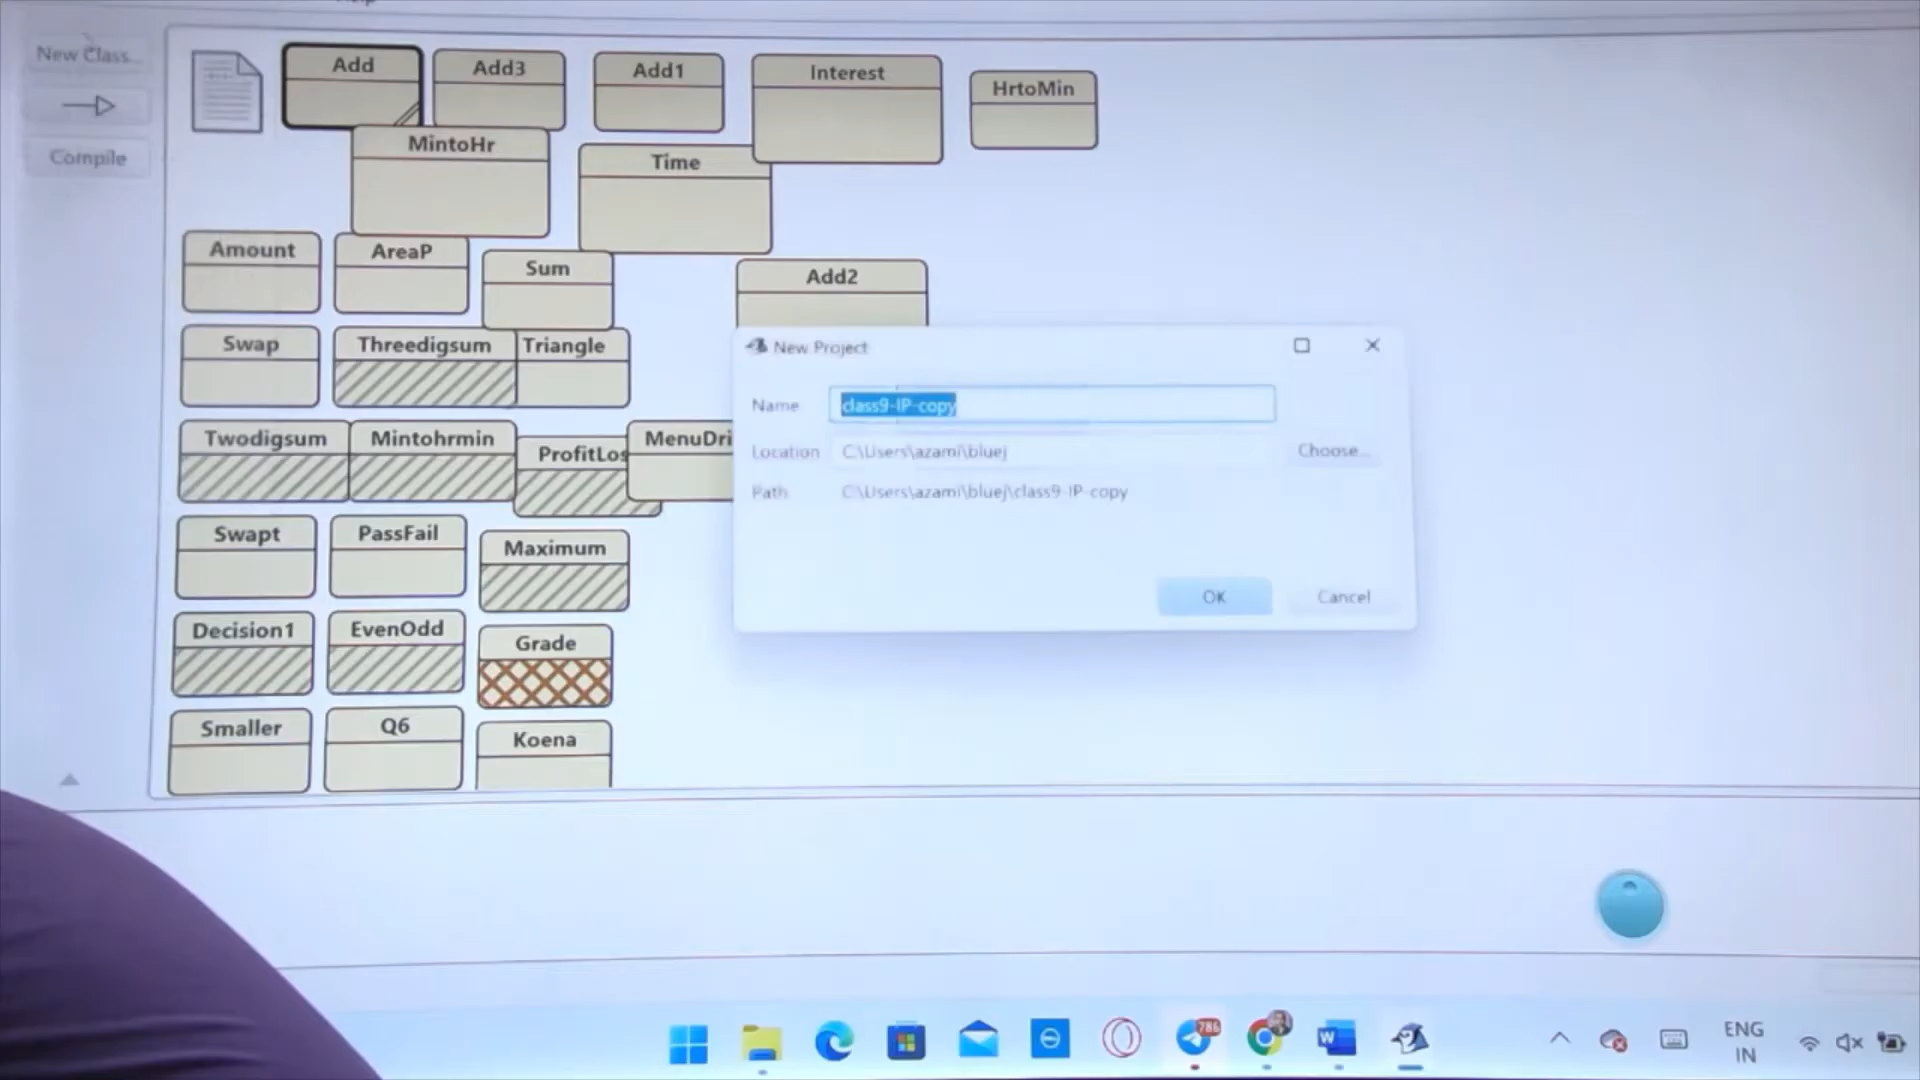 New Class...
Compile
Add
Add3
Add1
Interest
HrtoMin
MintoHr
Time
Amount
AreaP
Sum
Add2
Swap
Threedigsum
Triangle
Twodigsum
Mintohrmin
ProfitLos
MenuDri
Swapt
PassFail
Maximum
Decision1
EvenOdd
Grade
Smaller
Q6
Koena
New Project
Name class9-IP-copy
Location C:\Users\azami\bluej Choose...
Path C:\Users\azami\bluej\class9-IP-copy
OK Cancel
786
ENG
IN